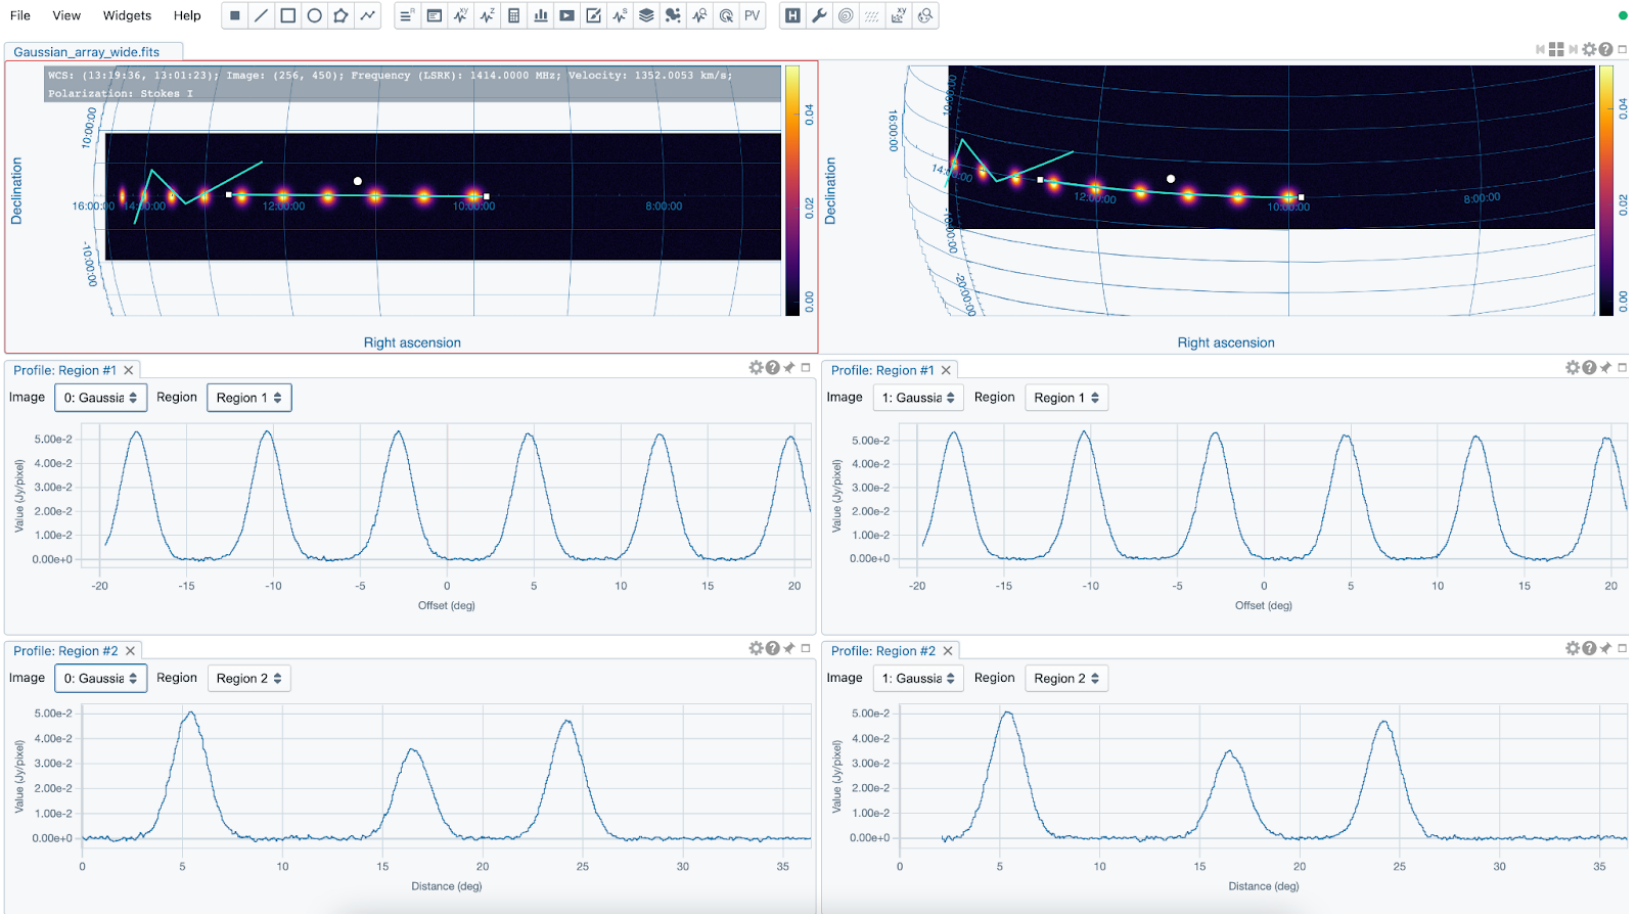 File View Widgets Help PV
Gaussian_array_wide.fits
WCS: (13:19:36, 13:01:23); Image: (256, 450); Frequency (LSRK): 1414.0000 MHz; Velocity: 1352.0053 km/s;
Polarization: Stokes I
Declination
10:00:00
-10:00:00
16:00:00 14:00:00 12:00:00 10:00:00 8:00:00
0.04
0.02
0.00
Right ascension
Declination
16:00:00
10:00:00
-10:00:00
-20:00:00
14:00:00 12:00:00 10:00:00 8:00:00
0.04
0.02
0.00
Right ascension
Profile: Region #1
Image 0: Gaussia Region Region 1
Value (Jy/pixel)
5.00e-2
4.00e-2
3.00e-2
2.00e-2
1.00e-2
0.00e+0
-20 -15 -10 -5 0 5 10 15 20
Offset (deg)
Profile: Region #1
Image 1: Gaussia Region Region 1
Value (Jy/pixel)
5.00e-2
4.00e-2
3.00e-2
2.00e-2
1.00e-2
0.00e+0
-20 -15 -10 -5 0 5 10 15 20
Offset (deg)
Profile: Region #2
Image 0: Gaussia Region Region 2
Value (Jy/pixel)
5.00e-2
4.00e-2
3.00e-2
2.00e-2
1.00e-2
0.00e+0
0 5 10 15 20 25 30 35
Distance (deg)
Profile: Region #2
Image 1: Gaussia Region Region 2
Value (Jy/pixel)
5.00e-2
4.00e-2
3.00e-2
2.00e-2
1.00e-2
0.00e+0
0 5 10 15 20 25 30 35
Distance (deg)